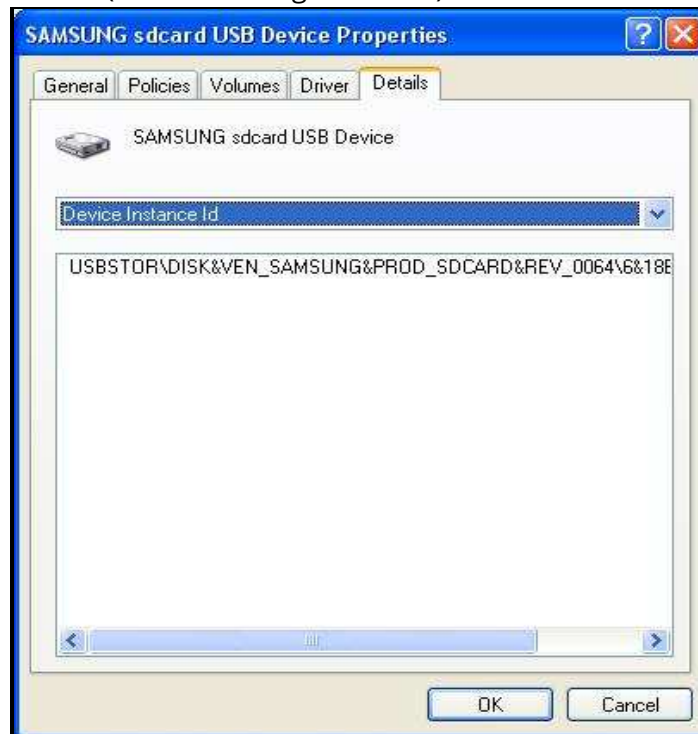 SAMSUNG sdcard USB Device Properties
General Policies Volumes Driver Details
SAMSUNG sdcard USB Device
Device Instance Id
USBSTOR\DISK&VEN_SAMSUNG&PROD_SDCARD&REV_0064\6&18
OK Cancel